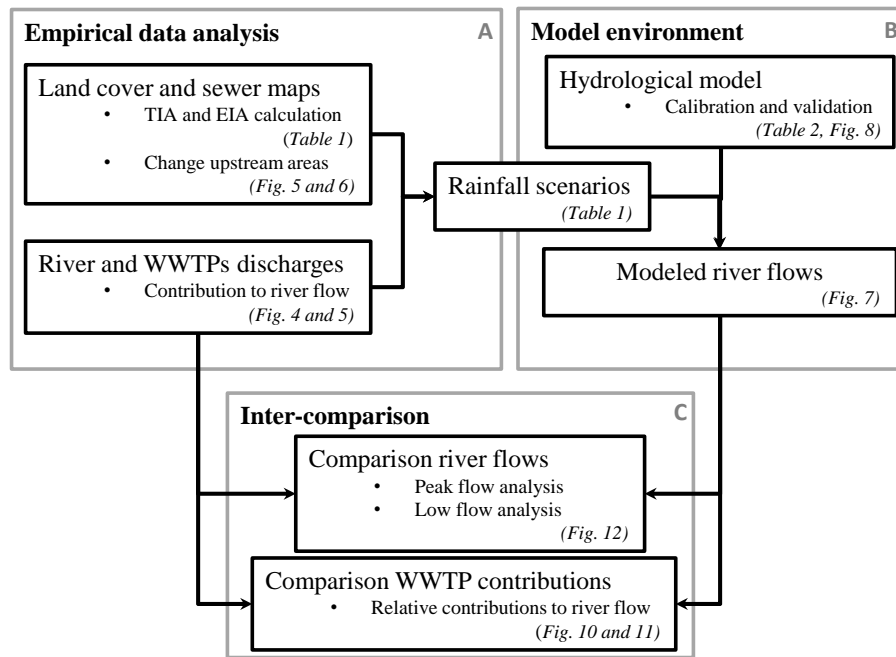 Empirical data analysis
A
Land cover and sewer maps
• TIA and EIA calculation
(Table 1)
• Change upstream areas
(Fig. 5 and 6)
River and WWTPs discharges
• Contribution to river flow
(Fig. 4 and 5)
Rainfall scenarios
(Table 1)
Model environment
B
Hydrological model
• Calibration and validation
(Table 2, Fig. 8)
Modeled river flows
(Fig. 7)
Inter-comparison
C
Comparison river flows
• Peak flow analysis
• Low flow analysis
(Fig. 12)
Comparison WWTP contributions
• Relative contributions to river flow
(Fig. 10 and 11)